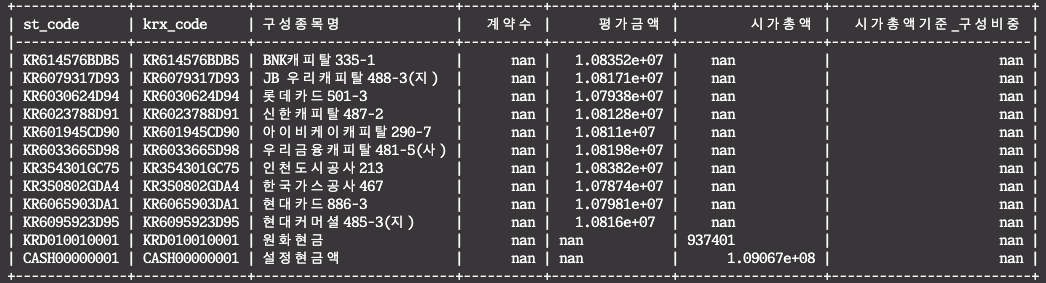 st_code | krx_code | 구성종목명 | 계약수 | 평가금액 | 시가총액 | 시가총액기준_구성비중
KR614576BDB5 | KR614576BDB5 | BNK캐피탈 335-1 | nan | 1.08352e+07 | nan | nan
KR6079317D93 | KR6079317D93 | JB 우리캐피탈 488-3(지) | nan | 1.08171e+07 | nan | nan
KR6030624D94 | KR6030624D94 | 롯데카드 501-3 | nan | 1.07938e+07 | nan | nan
KR6023788D91 | KR6023788D91 | 신한캐피탈 487-2 | nan | 1.08128e+07 | nan | nan
KR601945CD90 | KR601945CD90 | 아이비케이캐피탈 290-7 | nan | 1.0811e+07 | nan | nan
KR6033665D98 | KR6033665D98 | 우리금융캐피탈 481-5(사) | nan | 1.08198e+07 | nan | nan
KR354301GC75 | KR354301GC75 | 인천도시공사 213 | nan | 1.08382e+07 | nan | nan
KR350802GDA4 | KR350802GDA4 | 한국가스공사 467 | nan | 1.07874e+07 | nan | nan
KR6065903DA1 | KR6065903DA1 | 현대카드 886-3 | nan | 1.07981e+07 | nan | nan
KR6095923D95 | KR6095923D95 | 현대커머셜 485-3(지) | nan | 1.0816e+07 | nan | nan
KRD010010001 | KRD010010001 | 원화현금 | nan | nan | 937401 | nan
CASH00000001 | CASH00000001 | 설정현금액 | nan | nan | 1.09067e+08 | nan